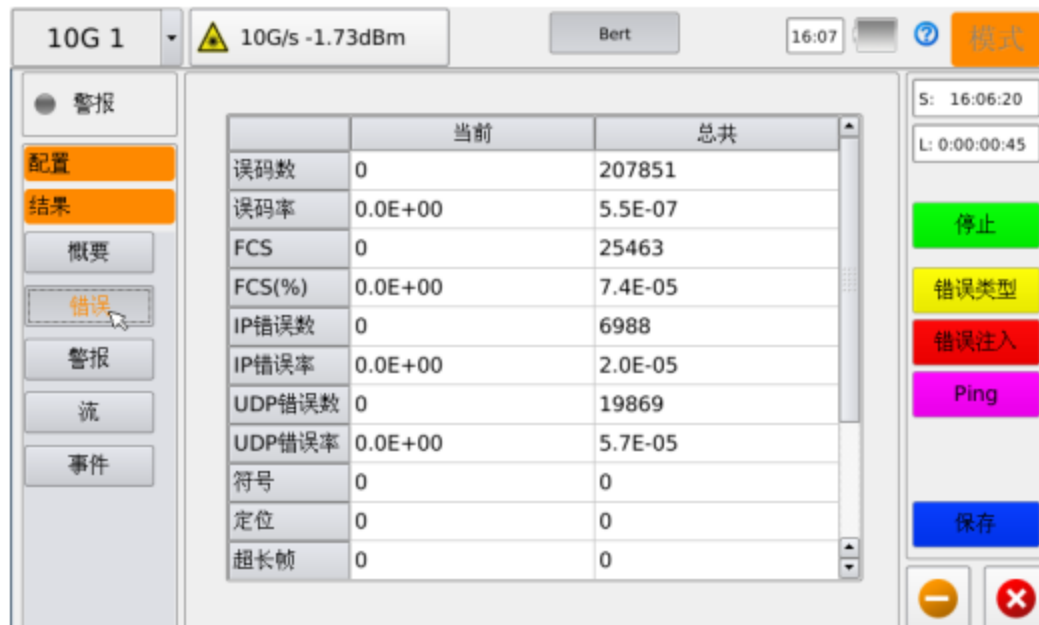 10G 1
10G/s -1.73dBm
Bert
16:07
模式
警报
S: 16:06:20
L: 0:00:00:45
配置
结果
概要
错误
警报
流
事件
当前 总共
误码数 0 207851
误码率 0.0E+00 5.5E-07
FCS 0 25463
FCS(%) 0.0E+00 7.4E-05
IP错误数 0 6988
IP错误率 0.0E+00 2.0E-05
UDP错误数 0 19869
UDP错误率 0.0E+00 5.7E-05
符号 0 0
定位 0 0
超长帧 0 0
停止
错误类型
错误注入
Ping
保存